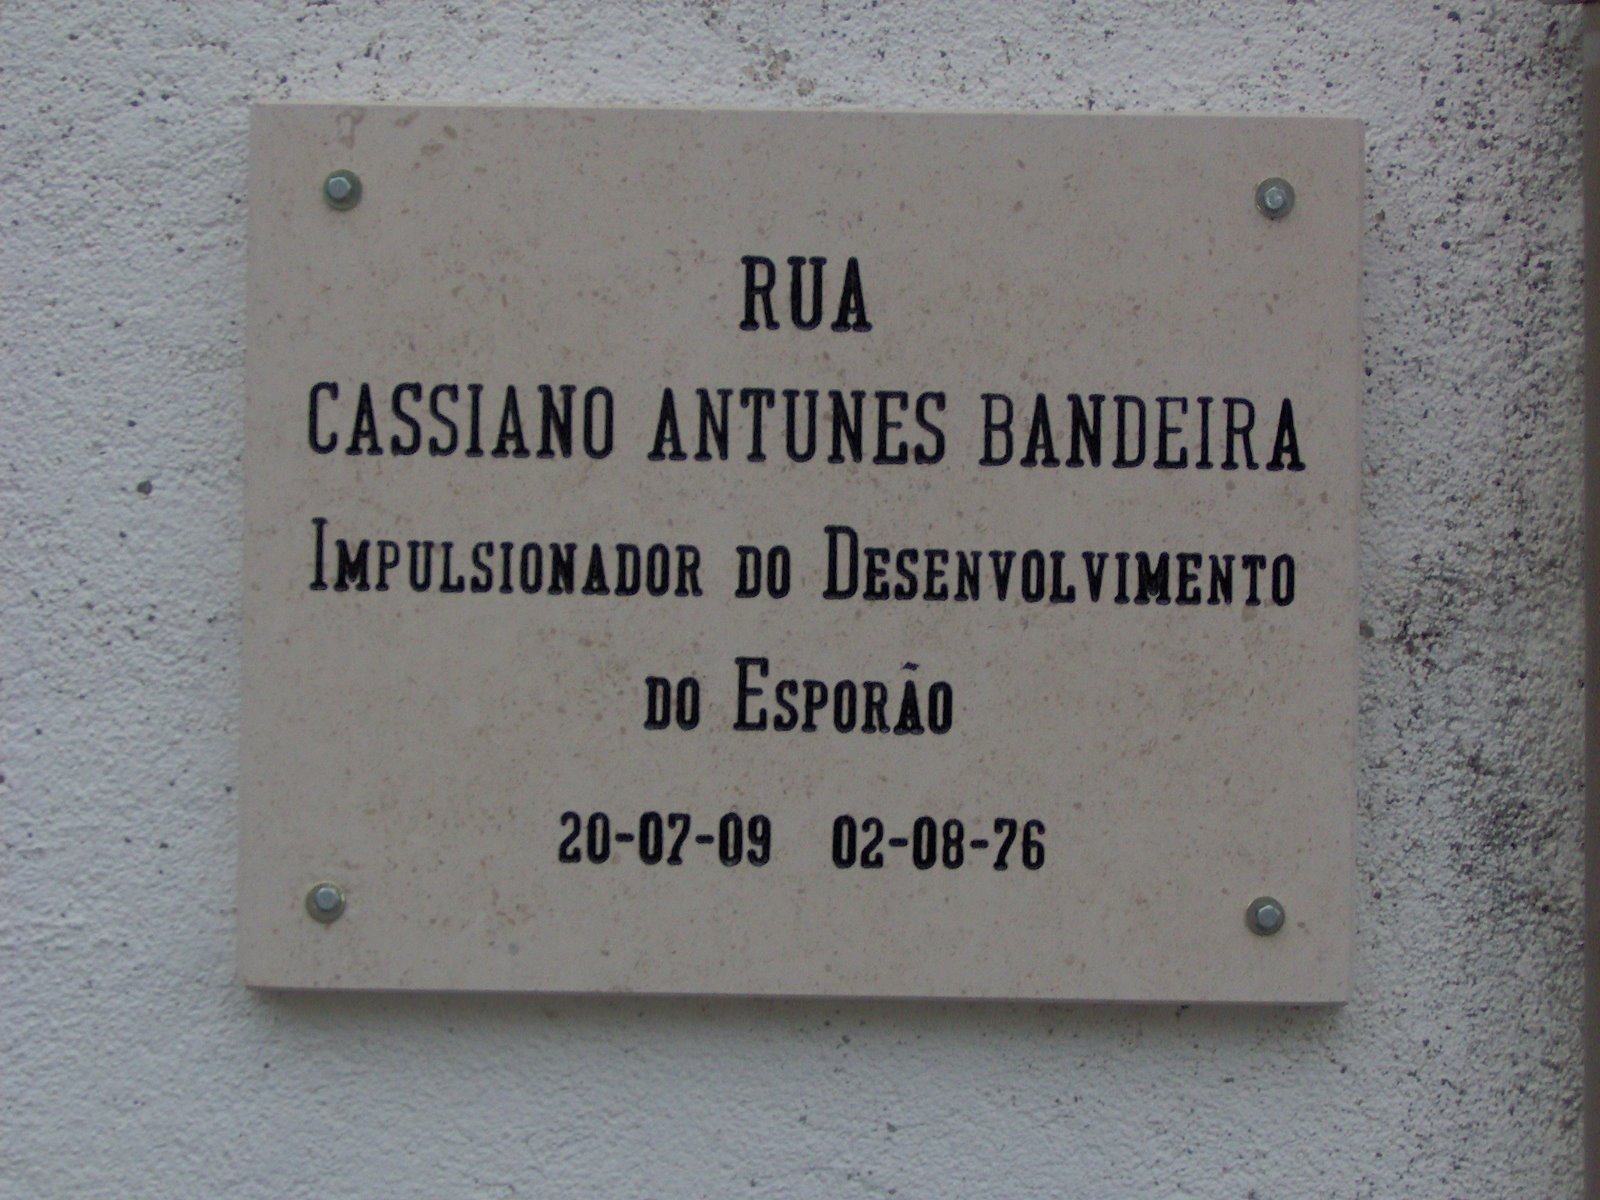 RUA
CASSIANO ANTUNES BANDEIRA
IMPULSIONADOR DO DESENVOLVIMENTO
DO ESPORÃO
20-07-09 02-08-76